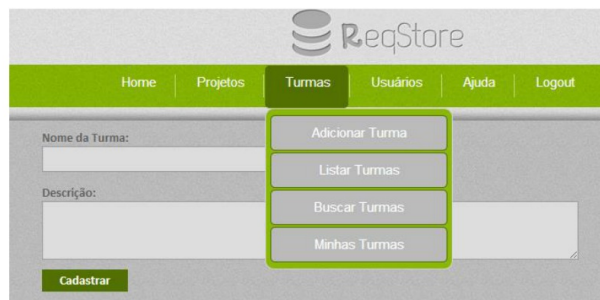 ReqStore
Home Projetos Turmas Usuários Ajuda Logout
Adicionar Turma
Listar Turmas
Buscar Turmas
Minhas Turmas
Nome da Turma:
Descrição:
Cadastrar